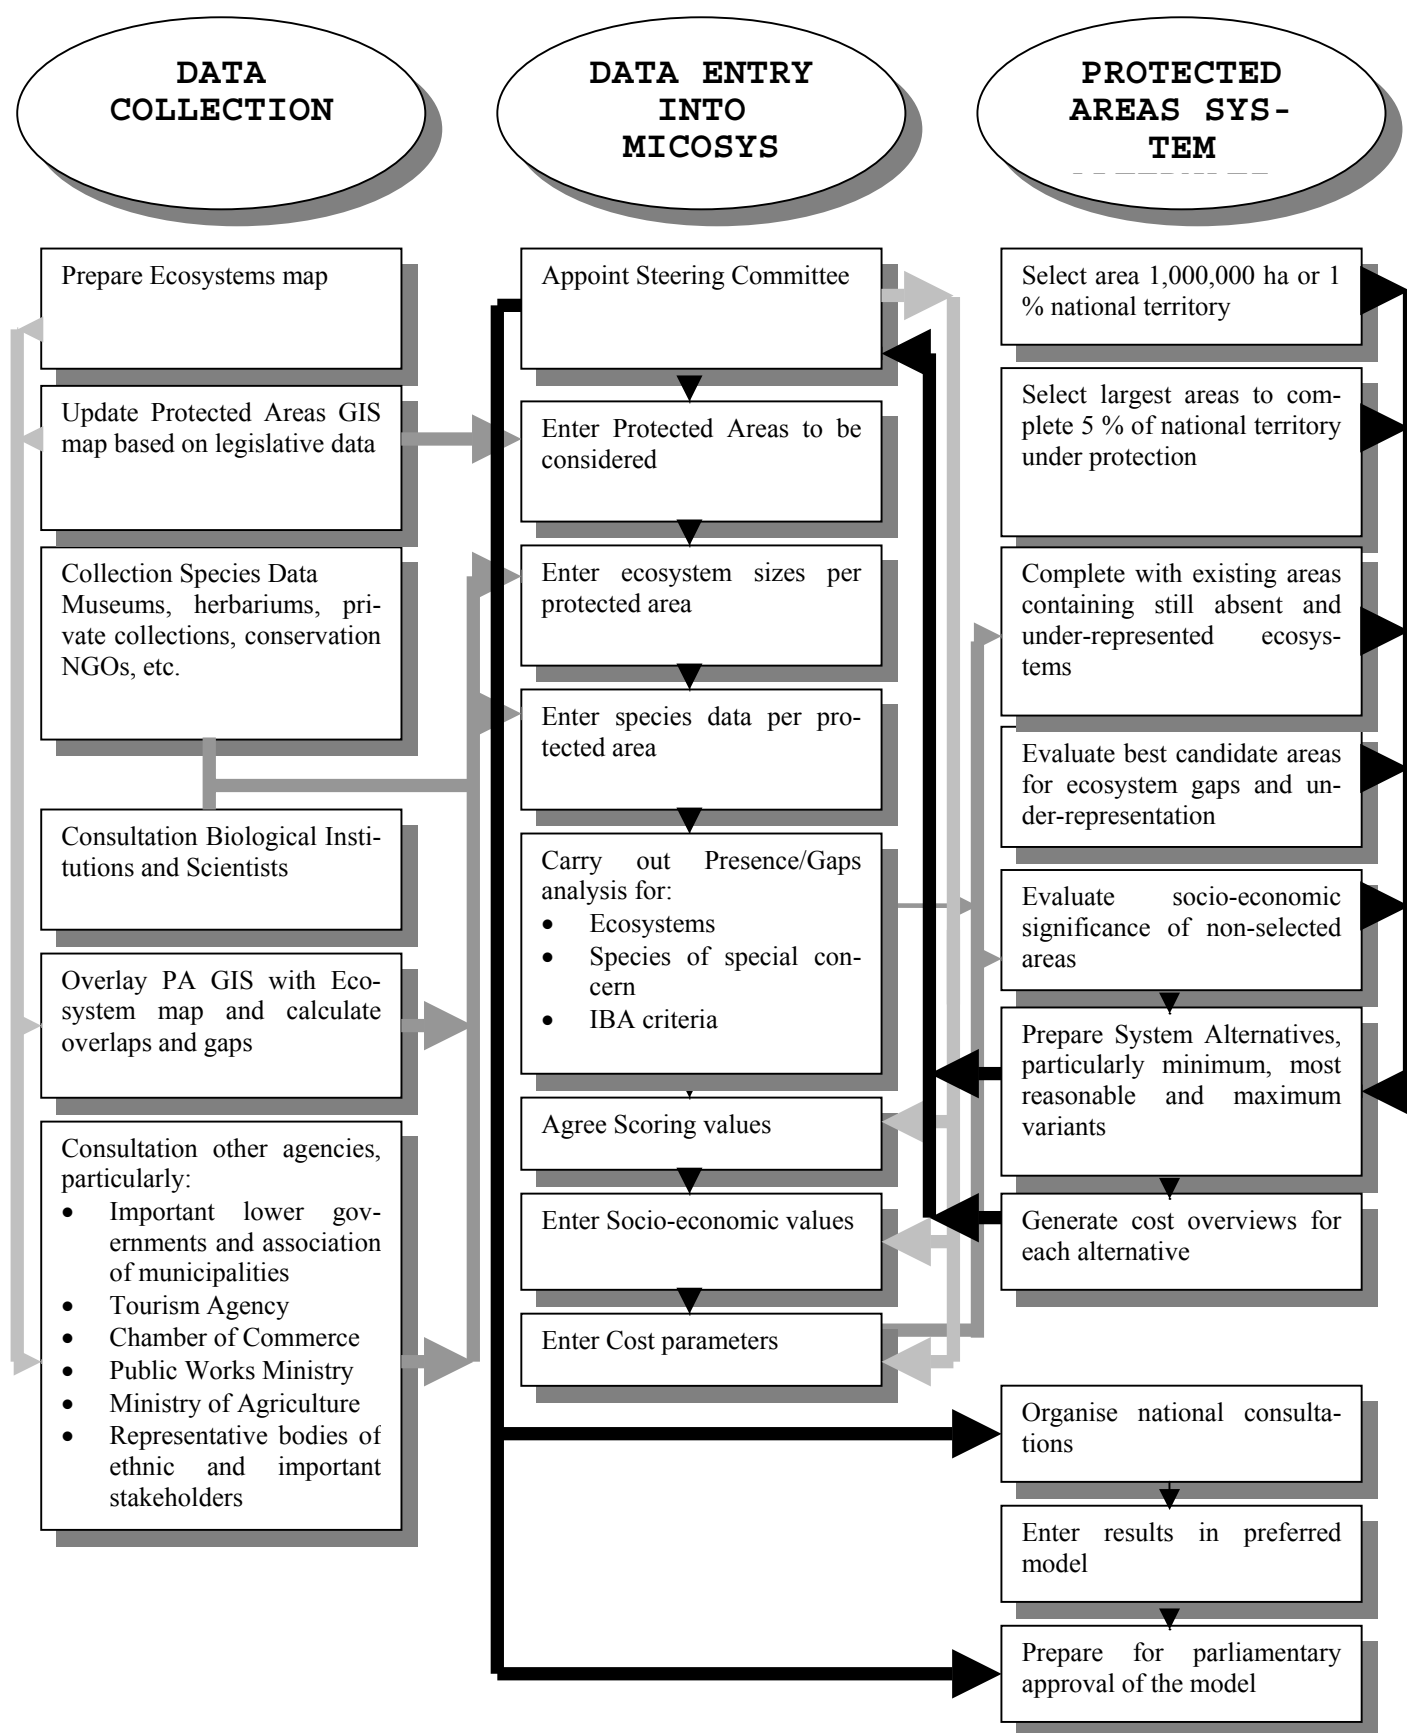 DATA
COLLECTION
Prepare Ecosystems map
Update Protected Areas GIS
map based on legislative data
Collection Species Data
Museums, herbariums, pri-
vate collections, conservation
NGOs, etc.
Consultation Biological Insti-
tutions and Scientists
Overlay PA GIS with Eco-
system map and calculate
overlaps and gaps
Consultation other agencies,
particularly:
• Important lower gov-
ernments and association
of municipalities
• Tourism Agency
• Chamber of Commerce
• Public Works Ministry
• Ministry of Agriculture
• Representative bodies of
ethnic and important
stakeholders
DATA ENTRY
INTO
MICOSYS
Appoint Steering Committee
Enter Protected Areas to be
considered
Enter ecosystem sizes per
protected area
Enter species data per pro-
tected area
Carry out Presence/Gaps
analysis for:
• Ecosystems
• Species of special con-
cern
• IBA criteria
Agree Scoring values
Enter Socio-economic values
Enter Cost parameters
PROTECTED
AREAS SYS-
TEM
Select area 1,000,000 ha or 1
% national territory
Select largest areas to com-
plete 5 % of national territory
under protection
Complete with existing areas
containing still absent and
under-represented ecosys-
tems
Evaluate best candidate areas
for ecosystem gaps and un-
der-representation
Evaluate socio-economic
significance of non-selected
areas
Prepare System Alternatives,
particularly minimum, most
reasonable and maximum
variants
Generate cost overviews for
each alternative
Organise national consulta-
tions
Enter results in preferred
model
Prepare for parliamentary
approval of the model